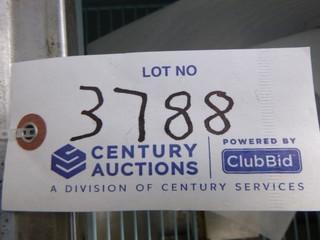 LOT NO
3788
CENTURY AUCTIONS
POWERED BY
ClubBid
A DIVISION OF CENTURY SERVICES